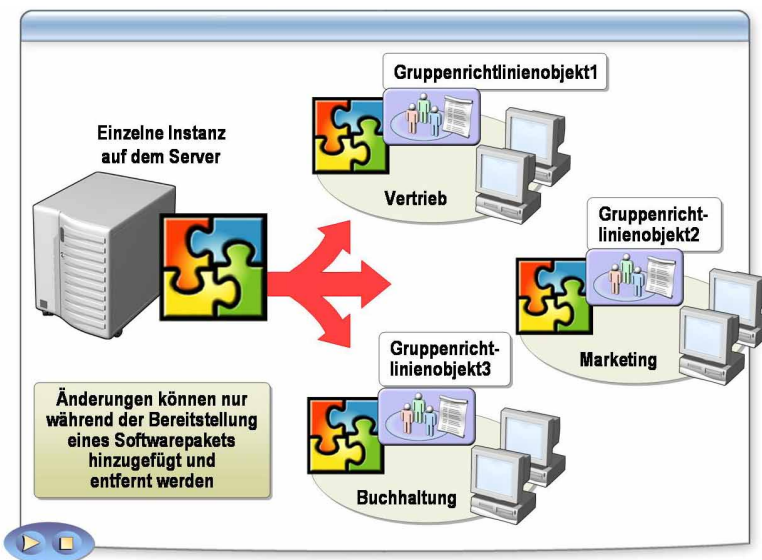 Gruppenrichtlinienobjekt1
Einzelne Instanz
auf dem Server
Vertrieb
Gruppenricht-
linienobjekt2
Marketing
Gruppenricht-
linienobjekt3
Buchhaltung
Änderungen können nur
während der Bereitstellung
eines Softwarepakets
hinzugefügt und
entfernt werden